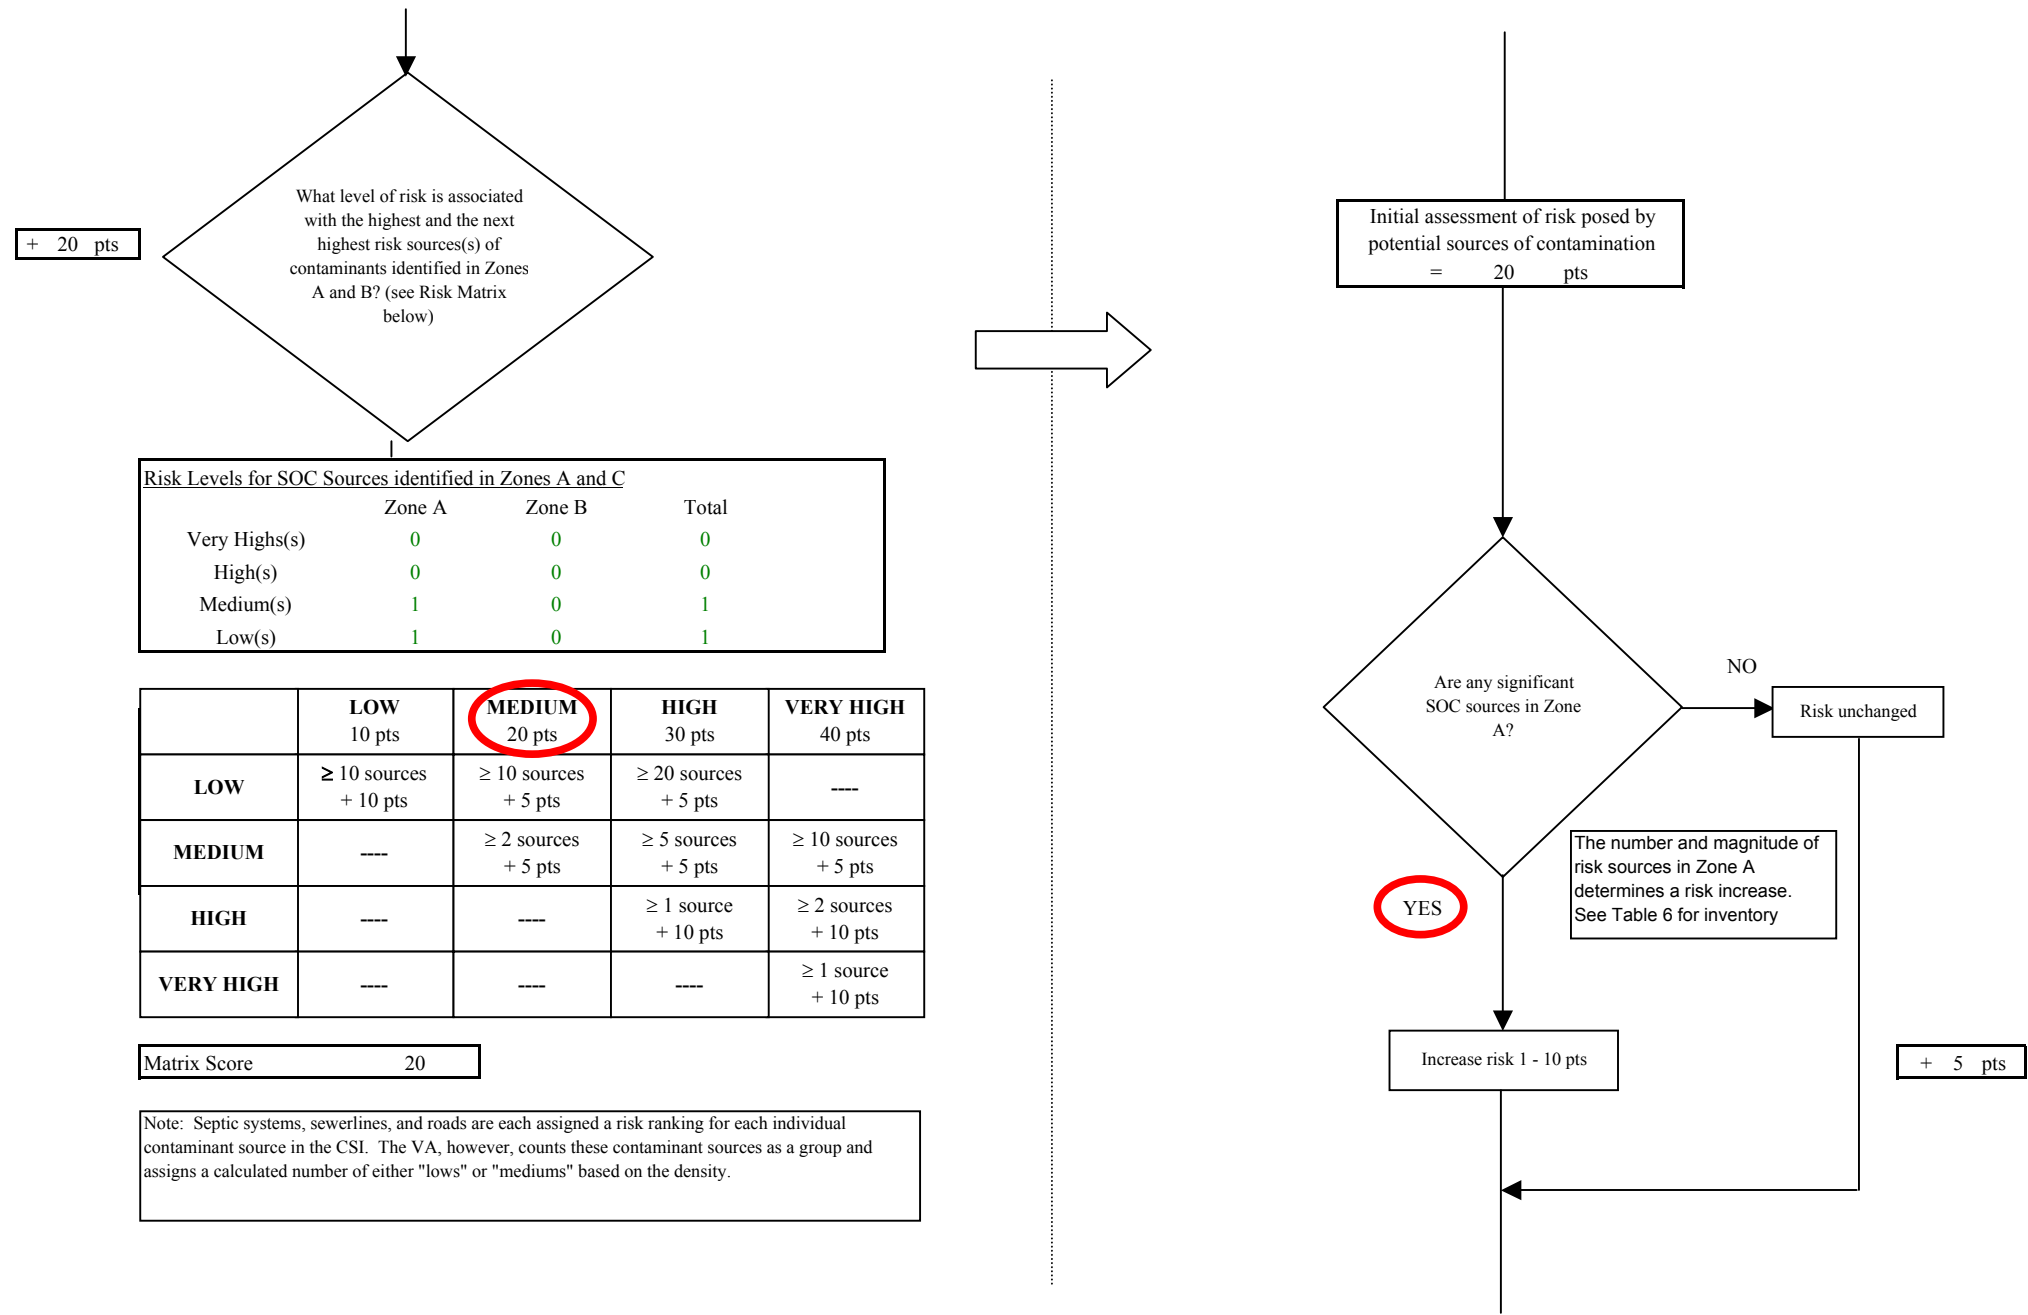 What level of risk is associated
with the highest and the next
highest risk sources(s) of
contaminants identified in Zones
A and B? (see Risk Matrix
below)
+ 20 pts
Risk Levels for SOC Sources identified in Zones A and C
Zone A Zone B Total
Very Highs(s) 0 0 0
High(s) 0 0 0
Medium(s) 1 0 1
Low(s) 1 0 1
LOW MEDIUM HIGH VERY HIGH
10 pts 20 pts 30 pts 40 pts
LOW ≥ 10 sources ≥ 10 sources ≥ 20 sources ----
+ 10 pts + 5 pts + 5 pts
MEDIUM ---- ≥ 2 sources ≥ 5 sources ≥ 10 sources
+ 5 pts + 5 pts + 5 pts
HIGH ---- ---- ≥ 1 source ≥ 2 sources
+ 10 pts + 10 pts
VERY HIGH ---- ---- ---- ≥ 1 source
+ 10 pts
Matrix Score 20
Note: Septic systems, sewerlines, and roads are each assigned a risk ranking for each individual
contaminant source in the CSI. The VA, however, counts these contaminant sources as a group and
assigns a calculated number of either "lows" or "mediums" based on the density.
Initial assessment of risk posed by
potential sources of contamination
= 20 pts
Are any significant
SOC sources in Zone
A?
NO
Risk unchanged
The number and magnitude of
risk sources in Zone A
determines a risk increase.
See Table 6 for inventory
YES
Increase risk 1 - 10 pts
+ 5 pts